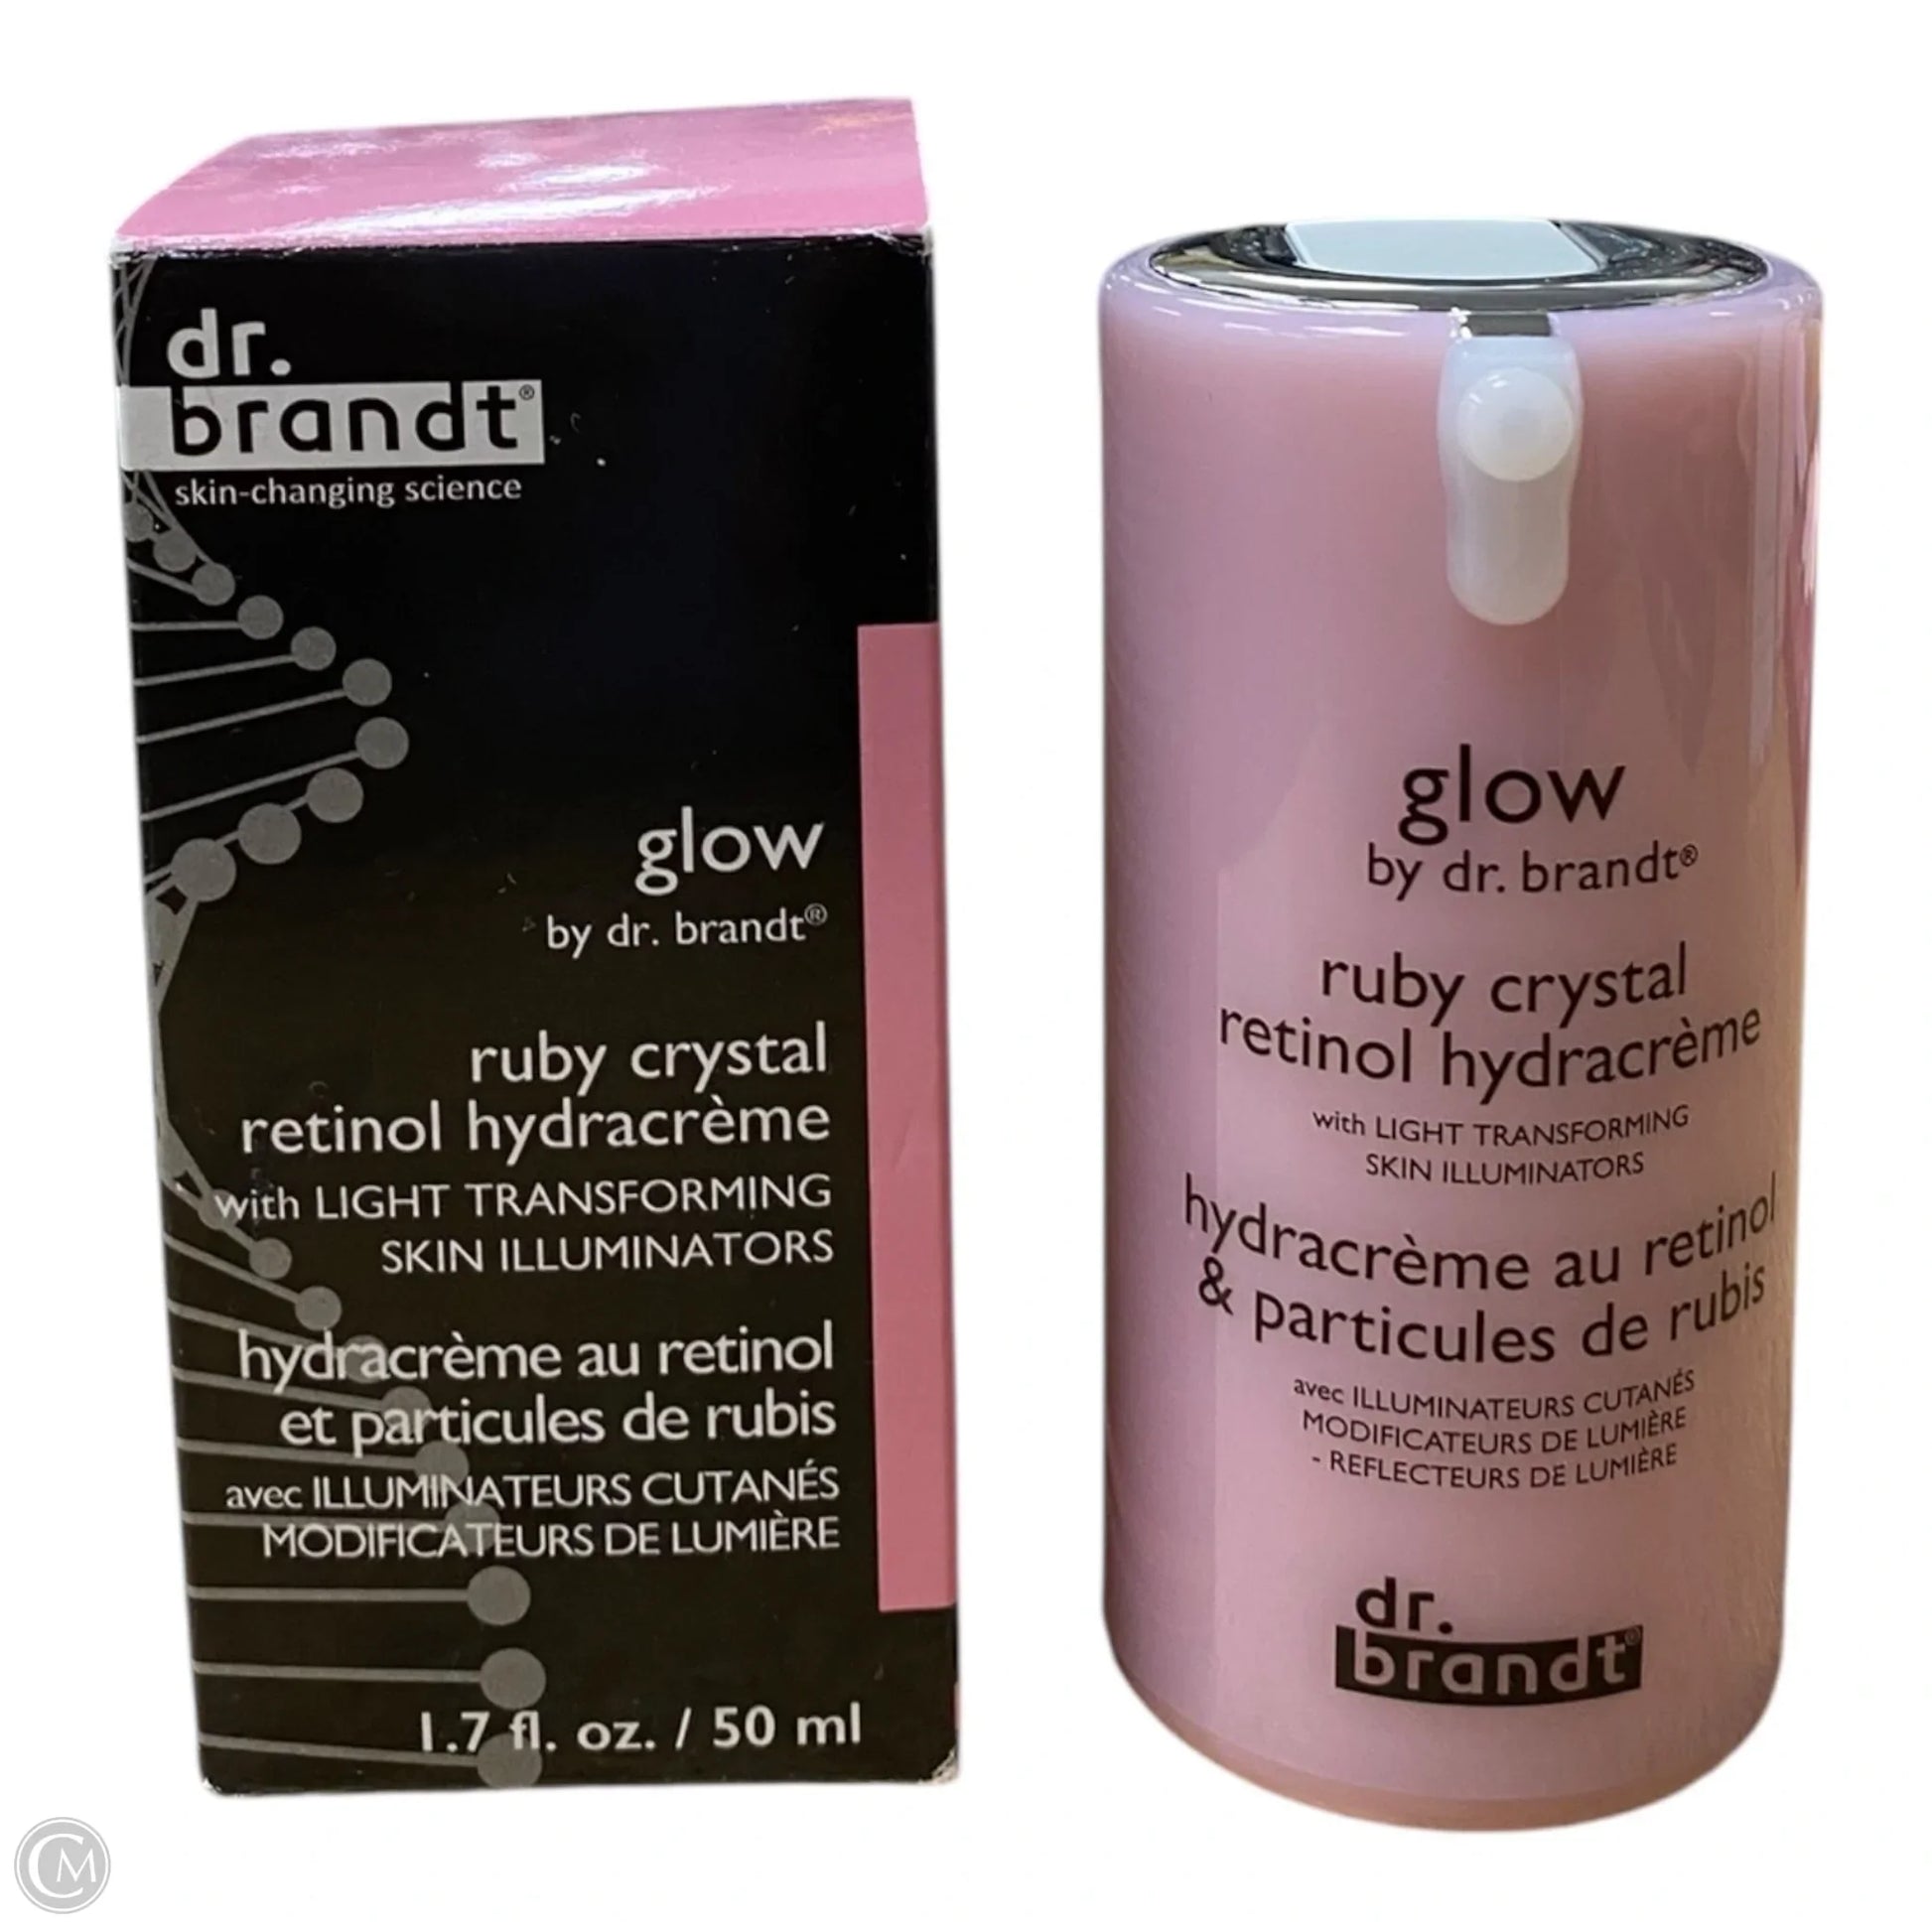 dr.
brandt®
skin-changing science
glow
by dr. brandt®
ruby crystal
retinol hydracrème
with LIGHT TRANSFORMING
SKIN ILLUMINATORS
hydracrème au retinol
et particules de rubis
avec ILLUMINATEURS CUTANÉS
MODIFICATEURS DE LUMIÈRE
1.7 fl. oz. / 50 ml
glow
by dr. brandt®
ruby crystal
retinol hydracrème
with LIGHT TRANSFORMING
SKIN ILLUMINATORS
hydracrème au retinol
& particules de rubis
avec ILLUMINATEURS CUTANÉS
MODIFICATEURS DE LUMIÈRE
- REFLECTEURS DE LUMIÈRE
dr.
brandt®
CM